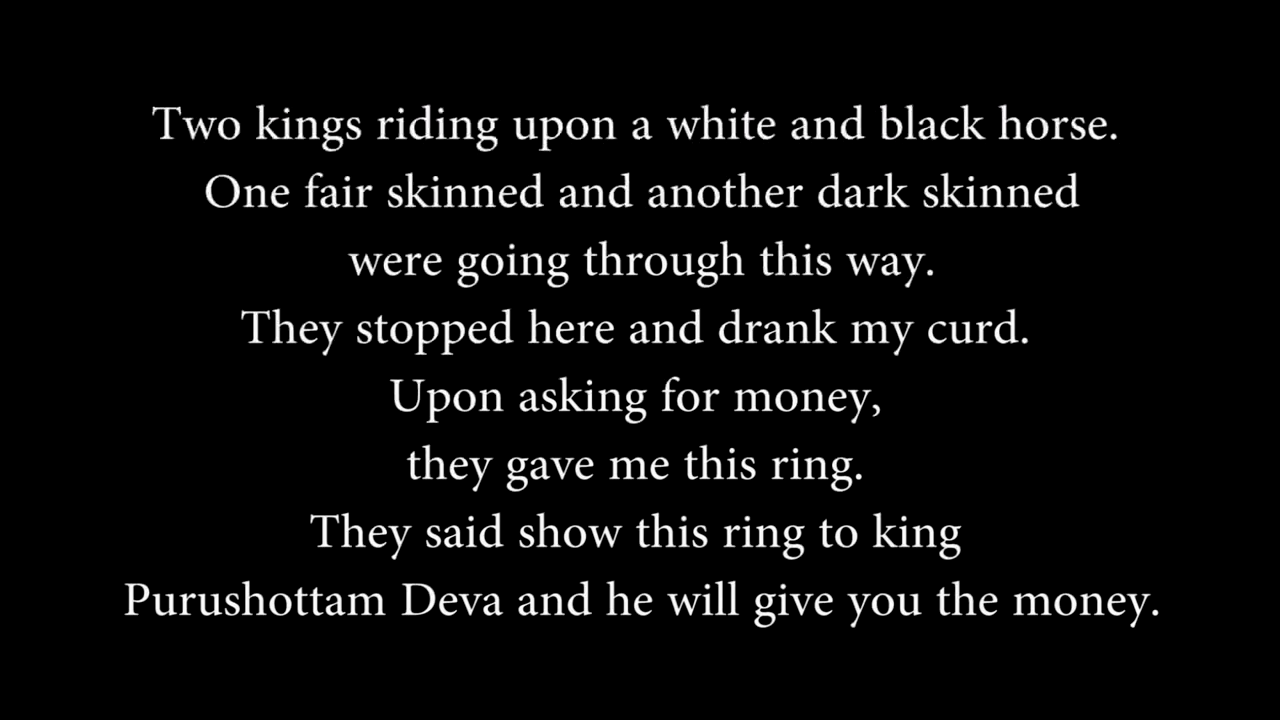 Two kings riding upon a white and black horse.
One fair skinned and another dark skinned
were going through this way.
They stopped here and drank my curd.
Upon asking for money,
they gave me this ring.
They said show this ring to king
Purushottam Deva and he will give you the money.